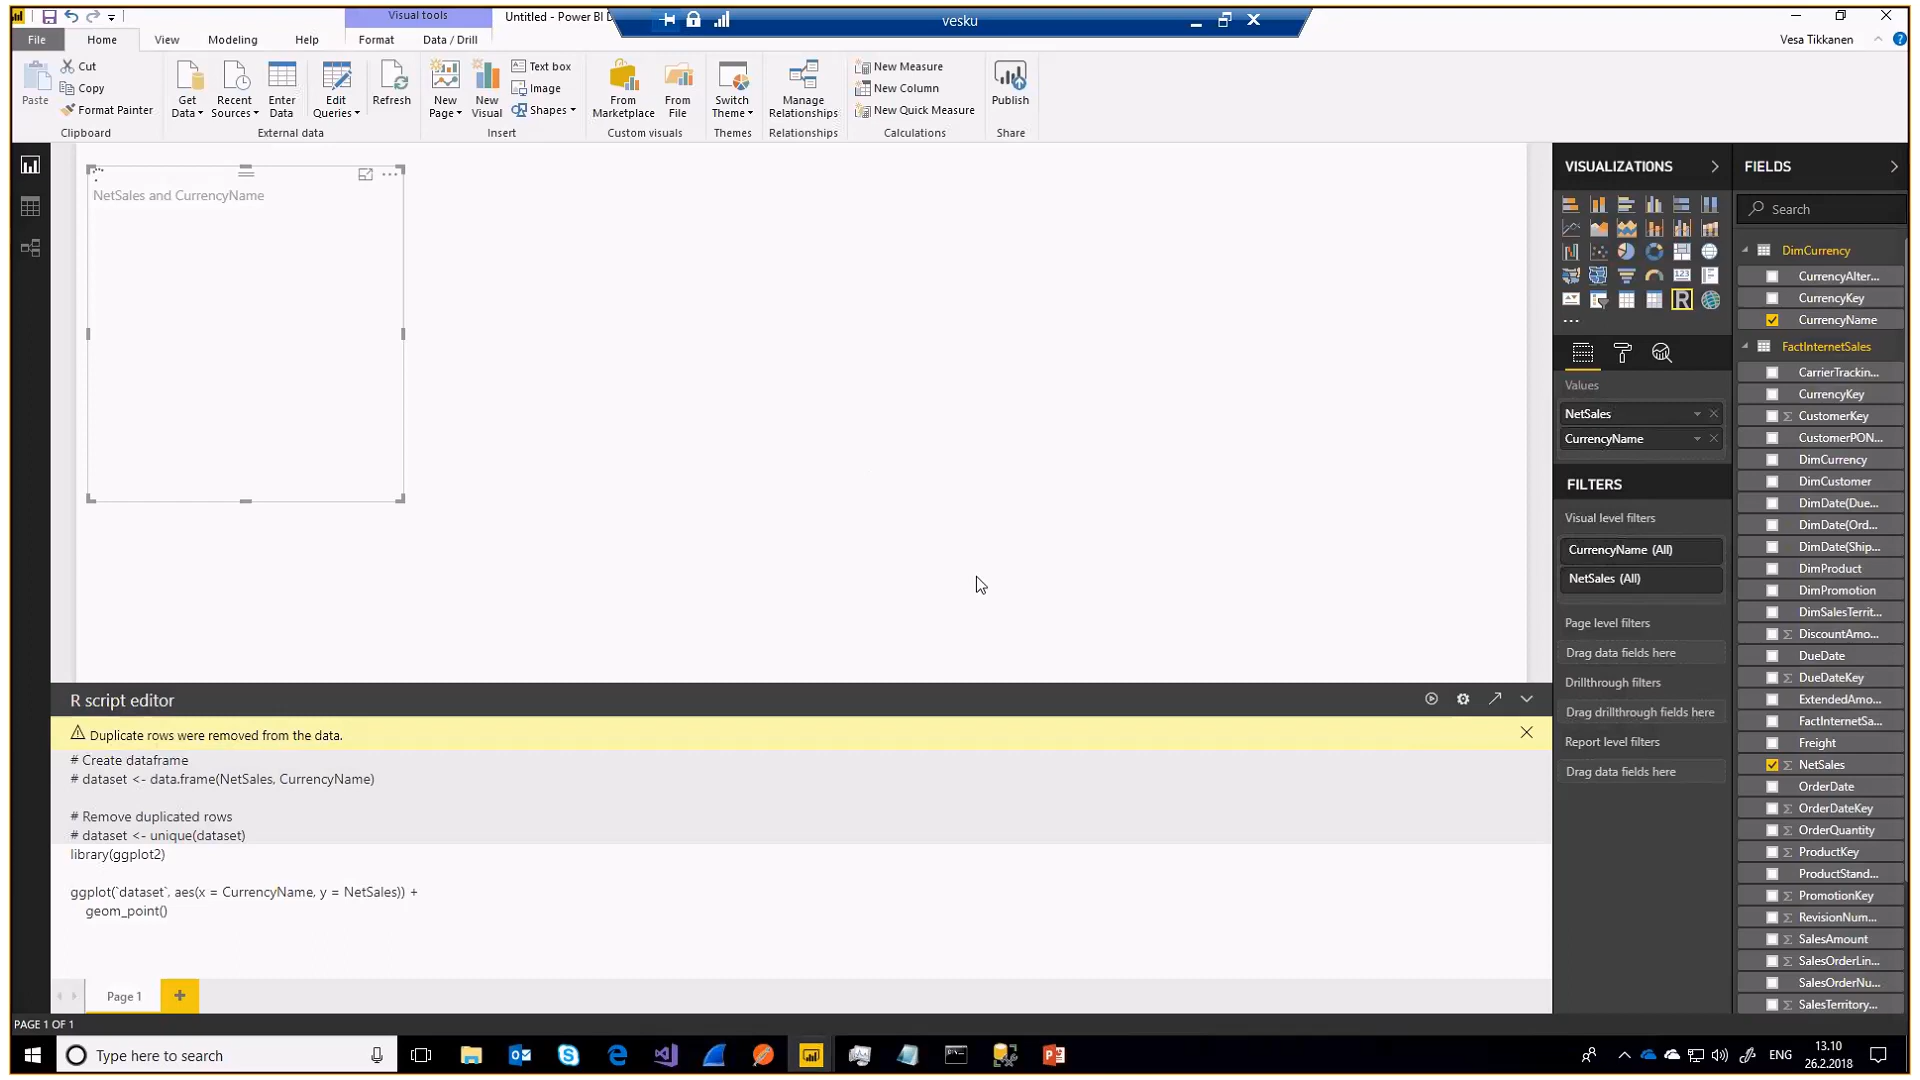 Visual tools
Untitled - Power BI D
vesku
File
Home
View
Modeling
Help
Format
Data / Drill
Vesa Tikkanen
Paste
Cut
Copy
Format Painter
Clipboard
Get Data
Recent Sources
Enter Data
Edit Queries
Refresh
External data
New Page
New Visual
Text box
Image
Shapes
Insert
From Marketplace
From File
Custom visuals
Switch Theme
Themes
Manage Relationships
Relationships
New Measure
New Column
New Quick Measure
Calculations
Publish
Share
NetSales and CurrencyName
VISUALIZATIONS
R
123
Values
NetSales
CurrencyName
FILTERS
Visual level filters
CurrencyName (All)
NetSales (All)
Page level filters
Drag data fields here
Drillthrough filters
Drag drillthrough fields here
Report level filters
Drag data fields here
FIELDS
Search
DimCurrency
CurrencyAlter...
CurrencyKey
CurrencyName
FactInternetSales
CarrierTrackin...
CurrencyKey
Σ CustomerKey
CustomerPON...
DimCurrency
DimCustomer
DimDate(Due...
DimDate(Ord...
DimDate(Ship...
DimProduct
DimPromotion
DimSalesTerrit...
Σ DiscountAmo...
DueDate
Σ DueDateKey
ExtendedAmo...
FactInternetSa...
Freight
Σ NetSales
OrderDate
Σ OrderDateKey
Σ OrderQuantity
Σ ProductKey
ProductStand...
Σ PromotionKey
Σ RevisionNum...
Σ SalesAmount
Σ SalesOrderLin...
SalesOrderNu...
Σ SalesTerritory...
R script editor
Duplicate rows were removed from the data.
# Create dataframe
# dataset <- data.frame(NetSales, CurrencyName)
# Remove duplicated rows
# dataset <- unique(dataset)
library(ggplot2)
ggplot(`dataset`, aes(x = CurrencyName, y = NetSales)) +
geom_point()
Page 1
PAGE 1 OF 1
Type here to search
ENG
13.10
26.2.2018